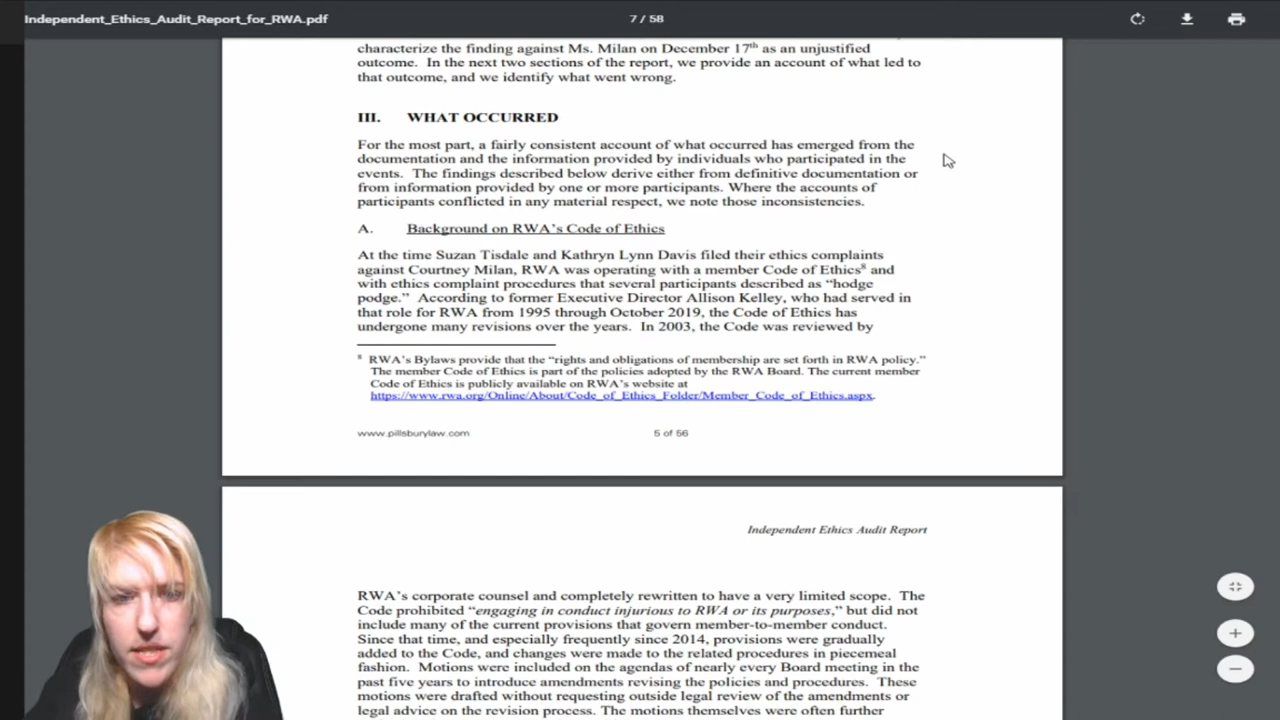 Independent_Ethics_Audit_Report_for_RWA.pdf
7 / 58
characterize the finding against Ms. Milan on December 17th as an unjustified
outcome. In the next two sections of the report, we provide an account of what led to
that outcome, and we identify what went wrong.
III. WHAT OCCURRED
For the most part, a fairly consistent account of what occurred has emerged from the
documentation and the information provided by individuals who participated in the
events. The findings described below derive either from definitive documentation or
from information provided by one or more participants. Where the accounts of
participants conflicted in any material respect, we note those inconsistencies.
A. Background on RWA's Code of Ethics
At the time Suzan Tisdale and Kathryn Lynn Davis filed their ethics complaints
against Courtney Milan, RWA was operating with a member Code of Ethics8 and
with ethics complaint procedures that several participants described as “hodge
podge.” According to former Executive Director Allison Kelley, who had served in
that role for RWA from 1995 through October 2019, the Code of Ethics has
undergone many revisions over the years. In 2003, the Code was reviewed by
8 RWA's Bylaws provide that the “rights and obligations of membership are set forth in RWA policy.”
The member Code of Ethics is part of the policies adopted by the RWA Board. The current member
Code of Ethics is publicly available on RWA's website at
https://www.rwa.org/Online/About/Code_of_Ethics_Folder/Member_Code_of_Ethics.aspx.
www.pillsburylaw.com
5 of 56
Independent Ethics Audit Report
RWA's corporate counsel and completely rewritten to have a very limited scope. The
Code prohibited “engaging in conduct injurious to RWA or its purposes,” but did not
include many of the current provisions that govern member-to-member conduct.
Since that time, and especially frequently since 2014, provisions were gradually
added to the Code, and changes were made to the related procedures in piecemeal
fashion. Motions were included on the agendas of nearly every Board meeting in the
past five years to introduce amendments revising the policies and procedures. These
motions were drafted without requesting outside legal review of the amendments or
legal advice on the revision process. The motions themselves were often further